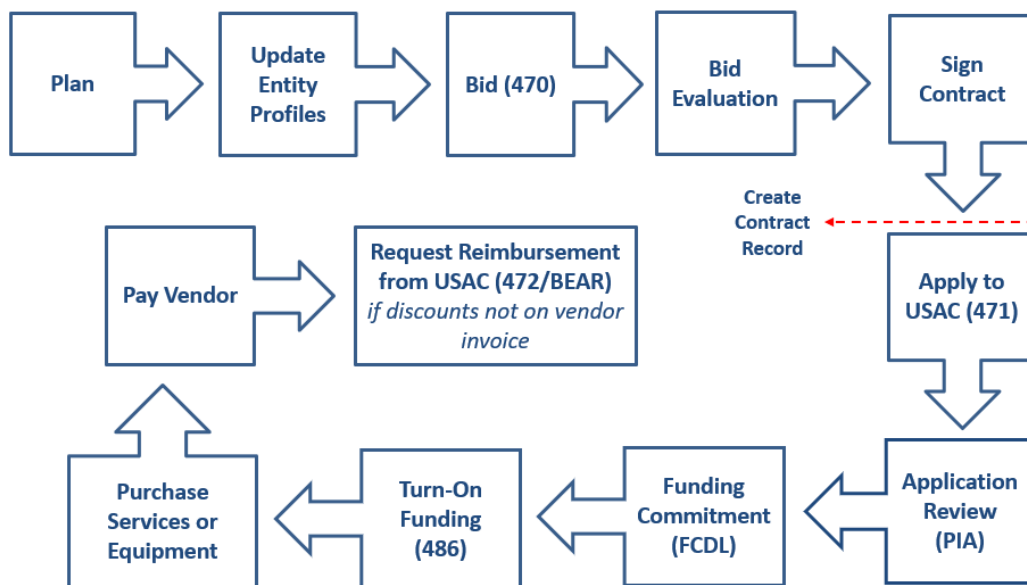 Plan
Update
Entity
Profiles
Bid (470)
Bid
Evaluation
Sign
Contract
Create
Contract
Record
Apply to
USAC (471)
Application
Review
(PIA)
Funding
Commitment
(FCDL)
Turn-On
Funding
(486)
Purchase
Services or
Equipment
Pay Vendor
Request Reimbursement
from USAC (472/BEAR)
if discounts not on vendor
invoice